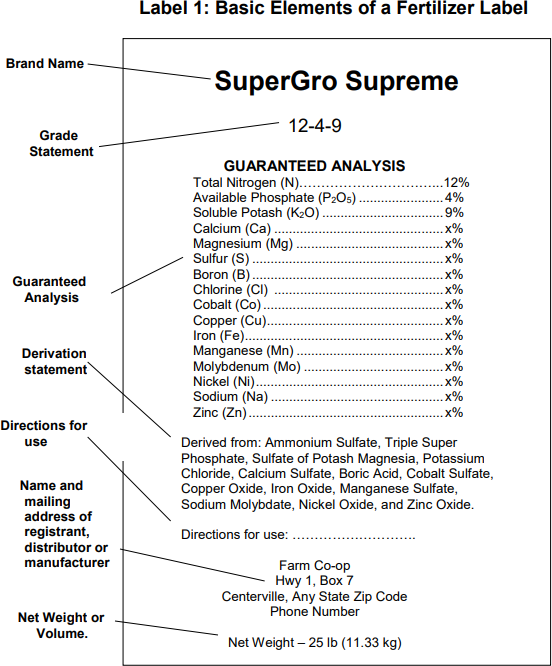 Label 1: Basic Elements of a Fertilizer Label
Brand Name
SuperGro Supreme
Grade
Statement
12-4-9
GUARANTEED ANALYSIS
Total Nitrogen (N)…………………………...12%
Available Phosphate (P₂O₅) ...................... 4%
Soluble Potash (K₂O) ................................ 9%
Calcium (Ca) ............................................ x%
Magnesium (Mg) ....................................... x%
Sulfur (S) .................................................. x%
Boron (B) .................................................. x%
Chlorine (Cl) ............................................ x%
Cobalt (Co) ............................................... x%
Copper (Cu)............................................... x%
Iron (Fe)..................................................... x%
Manganese (Mn) ....................................... x%
Molybdenum (Mo) ..................................... x%
Nickel (Ni).................................................. x%
Sodium (Na) .............................................. x%
Zinc (Zn) .................................................... x%
Guaranteed
Analysis
Derivation
statement
Derived from: Ammonium Sulfate, Triple Super
Phosphate, Sulfate of Potash Magnesia, Potassium
Chloride, Calcium Sulfate, Boric Acid, Cobalt Sulfate,
Copper Oxide, Iron Oxide, Manganese Sulfate,
Sodium Molybdate, Nickel Oxide, and Zinc Oxide.
Directions for
use
Directions for use: ……………………….
Name and
mailing
address of
registrant,
distributor or
manufacturer
Farm Co-op
Hwy 1, Box 7
Centerville, Any State Zip Code
Phone Number
Net Weight or
Volume.
Net Weight – 25 lb (11.33 kg)